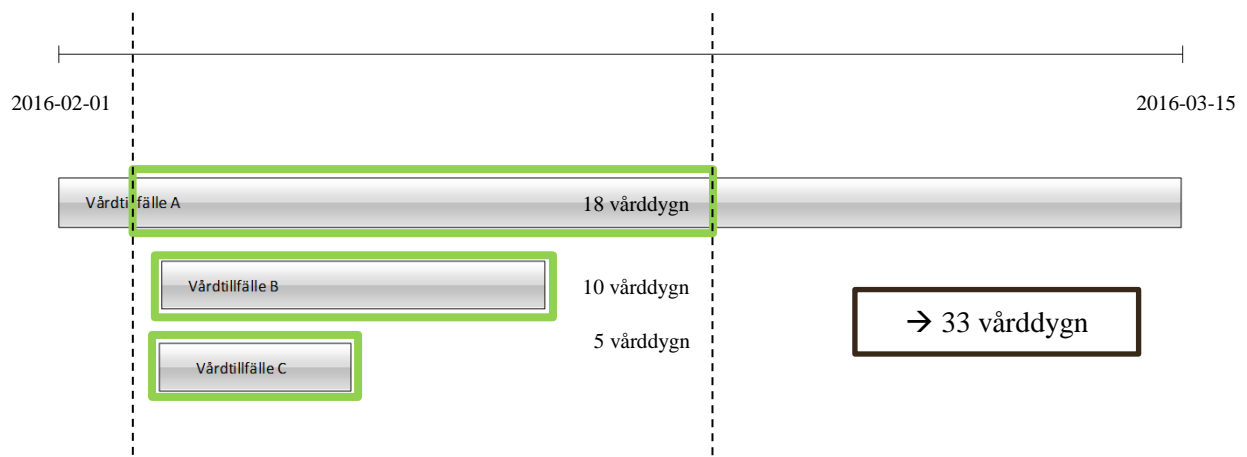 2016-02-01
2016-03-15
Vårdtillfälle A
18 vårddygn
Vårdtillfälle B
10 vårddygn
→ 33 vårddygn
5 vårddygn
Vårdtillfälle C